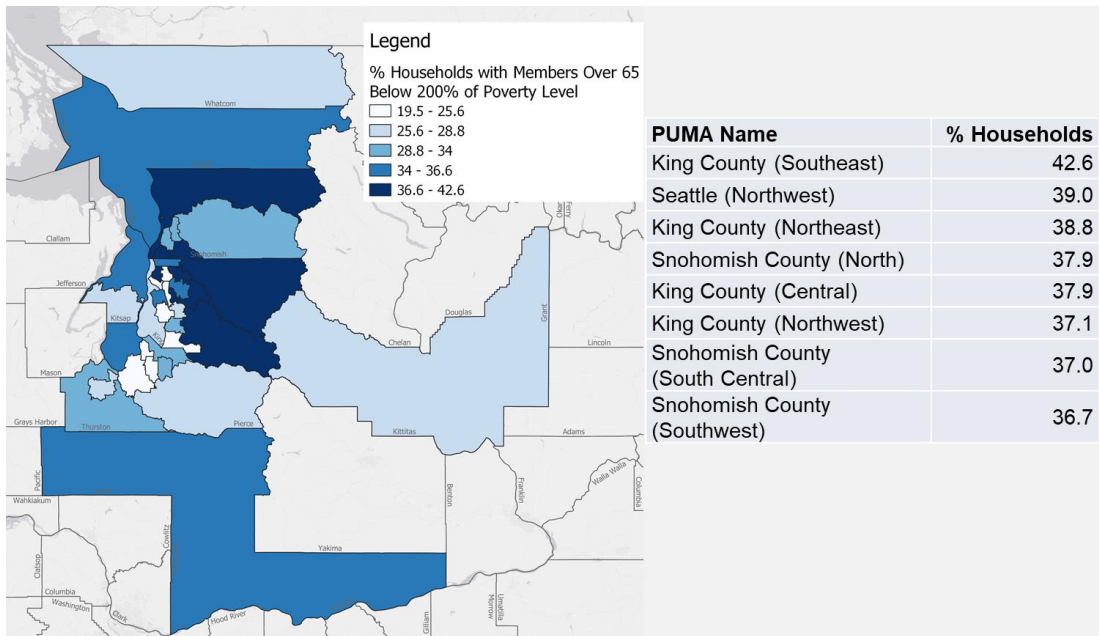 Legend
% Households with Members Over 65
Below 200% of Poverty Level
19.5 - 25.6
25.6 - 28.8
28.8 - 34
34 - 36.6
36.6 - 42.6
Whatcom
Clallam
Snohomish
Jefferson
Kitsap
King
Mason
Grays Harbor
Thurston
Pierce
Pacific
Wahkiakum
Cowlitz
Columbia
Washington
Clark
Hood River
Yakima
Kittitas
Chelan
Douglas
Grant
Ferry
Lincoln
Adams
Benton
Franklin
Walla Walla
Columbia
Gilliam
Morrow
Umatilla
PUMA Name % Households
King County (Southeast) 42.6
Seattle (Northwest) 39.0
King County (Northeast) 38.8
Snohomish County (North) 37.9
King County (Central) 37.9
King County (Northwest) 37.1
Snohomish County
(South Central) 37.0
Snohomish County
(Southwest) 36.7